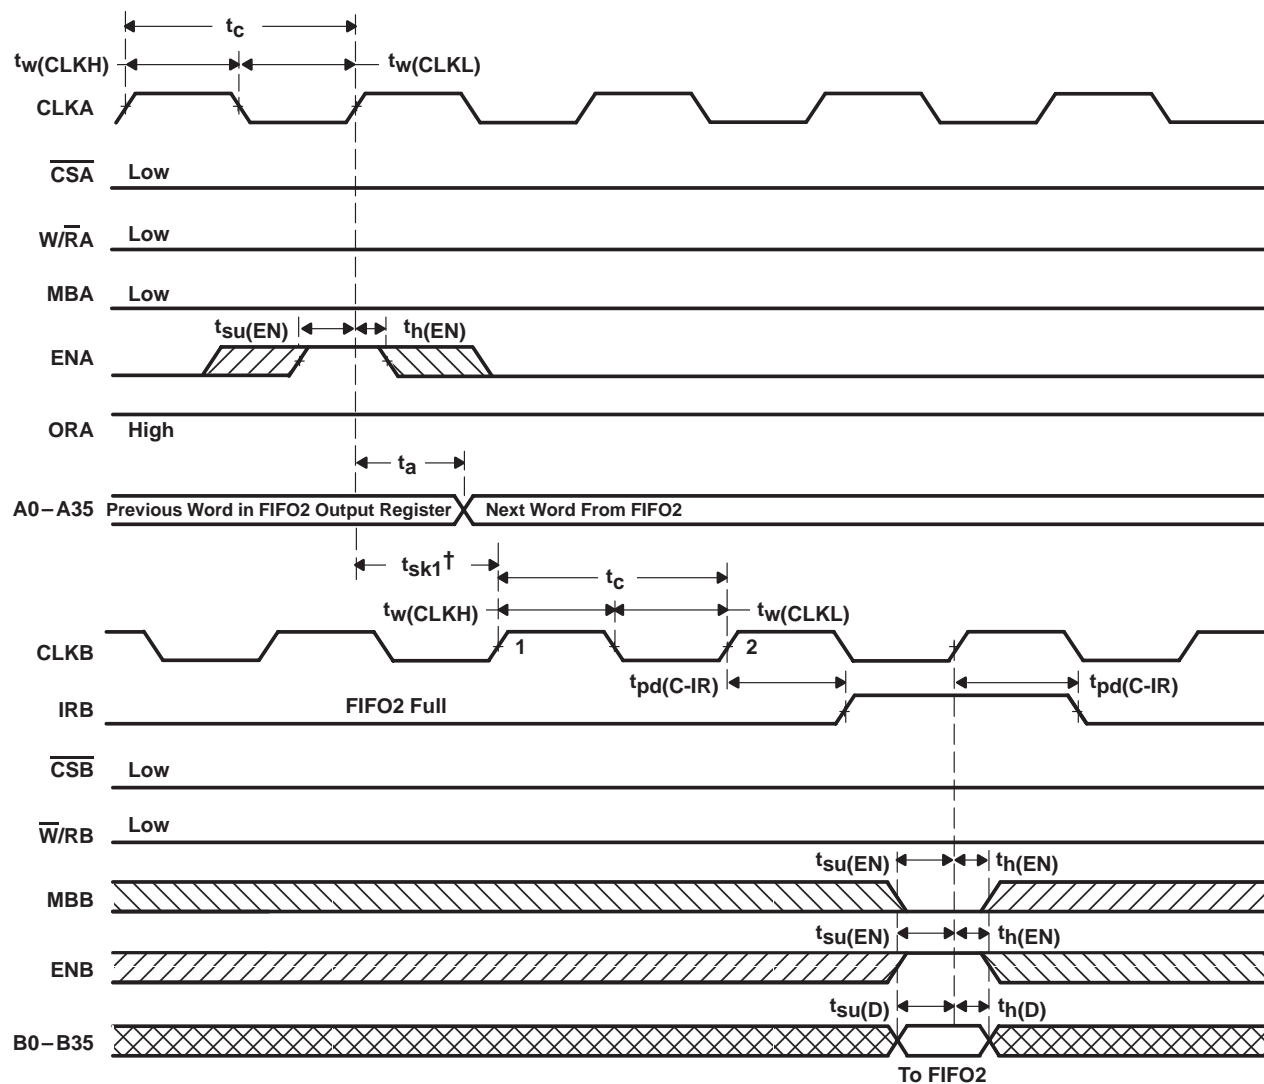 tc
tw(CLKH) tw(CLKL)
CLKA
CSA Low
W/RA Low
MBA Low
tsu(EN) th(EN)
ENA
ORA High
ta
A0–A35 Previous Word in FIFO2 Output Register Next Word From FIFO2
tsk1†
tc
tw(CLKH) tw(CLKL)
CLKB 1 2
tpd(C-IR) tpd(C-IR)
IRB FIFO2 Full
CSB Low
W/RB Low
tsu(EN) th(EN)
MBB
tsu(EN) th(EN)
ENB
tsu(D) th(D)
B0–B35
To FIFO2